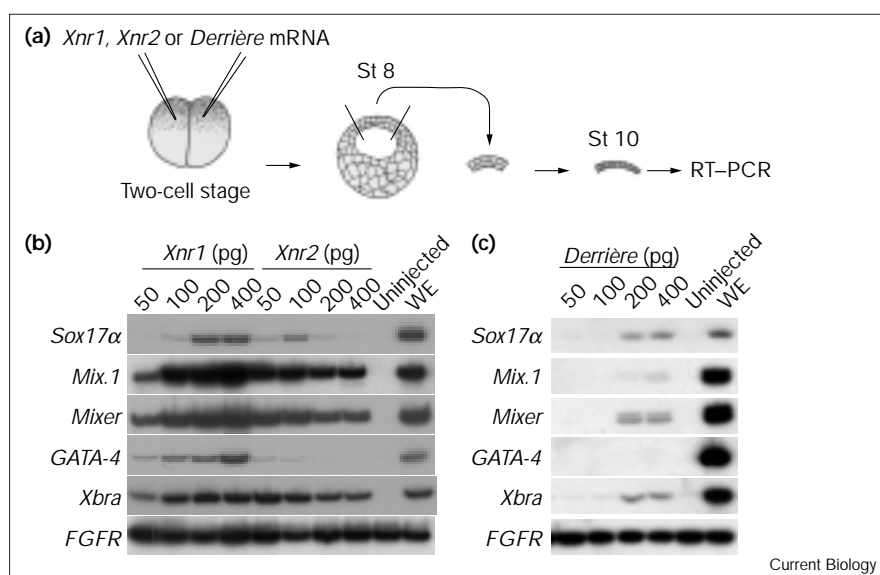 (a) Xnr1, Xnr2 or Derrière mRNA
St 8
St 10
RT–PCR
Two-cell stage
(b)
Xnr1 (pg) Xnr2 (pg)
50 100 200 400 50 100 200 400 Uninjected WE
Sox17α
Mix.1
Mixer
GATA-4
Xbra
FGFR
(c)
Derrière (pg)
50 100 200 400 Uninjected WE
Sox17α
Mix.1
Mixer
GATA-4
Xbra
FGFR
Current Biology